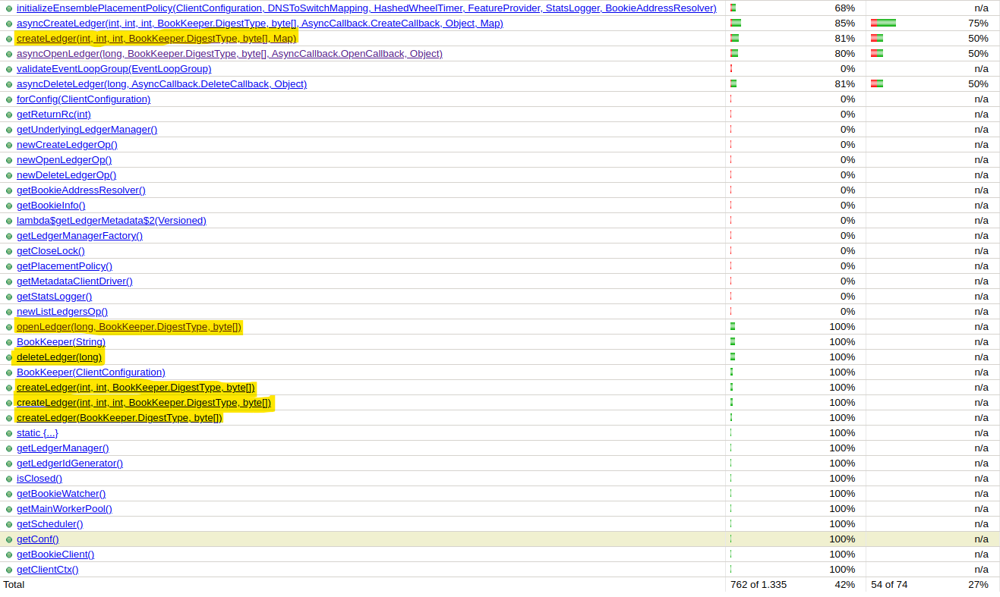 initializeEnsemblePlacementPolicy(ClientConfiguration, DNSToSwitchMapping, HashedWheelTimer, FeatureProvider, StatsLogger, BookieAddressResolver) 68% n/a
asyncCreateLedger(int, int, int, BookKeeper.DigestType, byte[], AsyncCallback.CreateCallback, Object, Map) 85% 75%
createLedger(int, int, int, BookKeeper.DigestType, byte[], Map) 81% 50%
asyncOpenLedger(long, BookKeeper.DigestType, byte[], AsyncCallback.OpenCallback, Object) 80% 50%
validateEventLoopGroup(EventLoopGroup) 0% n/a
asyncDeleteLedger(long, AsyncCallback.DeleteCallback, Object) 81% 50%
forConfig(ClientConfiguration) 0% n/a
getReturnRc(int) 0% n/a
getUnderlyingLedgerManager() 0% n/a
newCreateLedgerOp() 0% n/a
newOpenLedgerOp() 0% n/a
newDeleteLedgerOp() 0% n/a
getBookieAddressResolver() 0% n/a
getBookieInfo() 0% n/a
lambda$getLedgerMetadata$2(Versioned) 0% n/a
getLedgerManagerFactory() 0% n/a
getCloseLock() 0% n/a
getPlacementPolicy() 0% n/a
getMetadataClientDriver() 0% n/a
getStatsLogger() 0% n/a
newListLedgersOp() 0% n/a
openLedger(long, BookKeeper.DigestType, byte[]) 100% n/a
BookKeeper(String) 100% n/a
deleteLedger(long) 100% n/a
BookKeeper(ClientConfiguration) 100% n/a
createLedger(int, int, BookKeeper.DigestType, byte[]) 100% n/a
createLedger(int, int, int, BookKeeper.DigestType, byte[]) 100% n/a
createLedger(BookKeeper.DigestType, byte[]) 100% n/a
static {...} 100% n/a
getLedgerManager() 100% n/a
getLedgerIdGenerator() 100% n/a
isClosed() 100% n/a
getBookieWatcher() 100% n/a
getMainWorkerPool() 100% n/a
getScheduler() 100% n/a
getConf() 100% n/a
getBookieClient() 100% n/a
getClientCtx() 100% n/a
Total 762 of 1.335 42% 54 of 74 27%